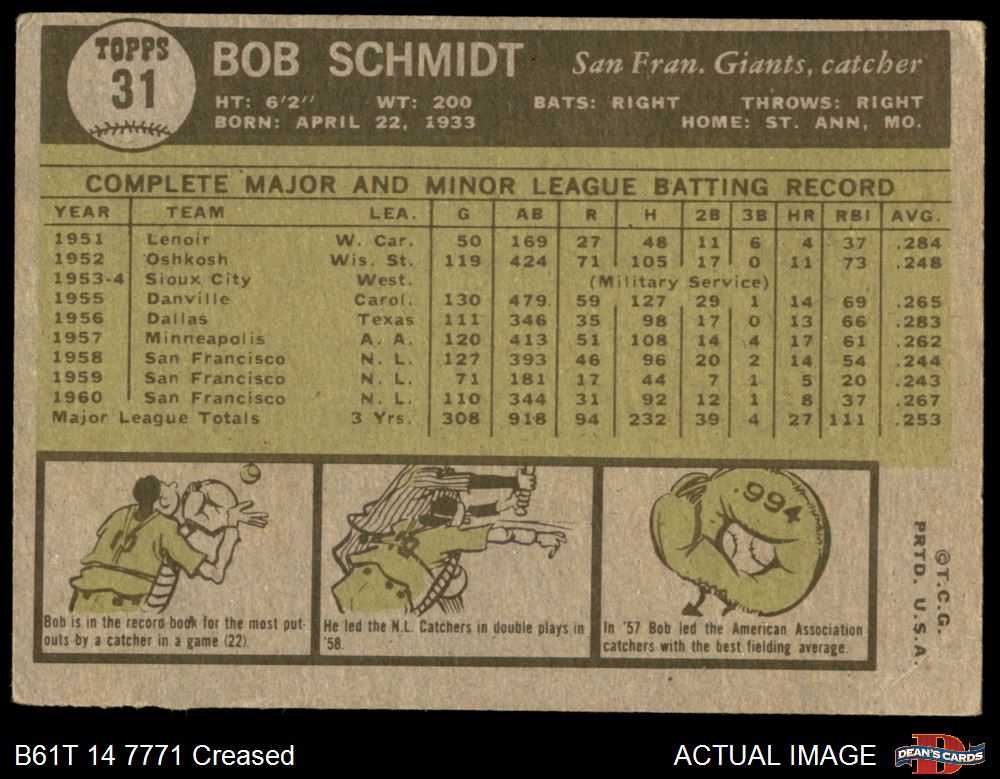 TOPPS
31
BOB SCHMIDT
San Fran. Giants, catcher
HT: 6'2" WT: 200 BATS: RIGHT THROWS: RIGHT
BORN: APRIL 22, 1933 HOME: ST. ANN, MO.
COMPLETE MAJOR AND MINOR LEAGUE BATTING RECORD
YEAR TEAM LEA. G AB R H 2B 3B HR RBI AVG.
1951 Lenoir W. Car. 50 169 27 48 11 6 4 37 .284
1952 Oshkosh Wis. St. 119 424 71 105 17 0 11 73 .248
1953-4 Sioux City West. (Military Service)
1955 Danville Carol. 130 479 59 127 29 1 14 69 .265
1956 Dallas Texas 111 346 35 98 17 0 13 66 .283
1957 Minneapolis A. A. 120 413 51 108 14 4 17 61 .262
1958 San Francisco N. L. 127 393 46 96 20 2 14 54 .244
1959 San Francisco N. L. 71 181 17 44 7 1 5 20 .243
1960 San Francisco N. L. 110 344 31 92 12 1 8 37 .267
Major League Totals 3 Yrs. 308 918 94 232 39 4 27 111 .253
.994
Bob is in the record book for the most put-
outs by a catcher in a game (22).
He led the N.L. Catchers in double plays in
'58.
In '57 Bob led the American Association
catchers with the best fielding average.
©T.C.G.
PRTD. U.S.A.
B61T 14 7771 Creased
ACTUAL IMAGE
DEAN'S CARDS